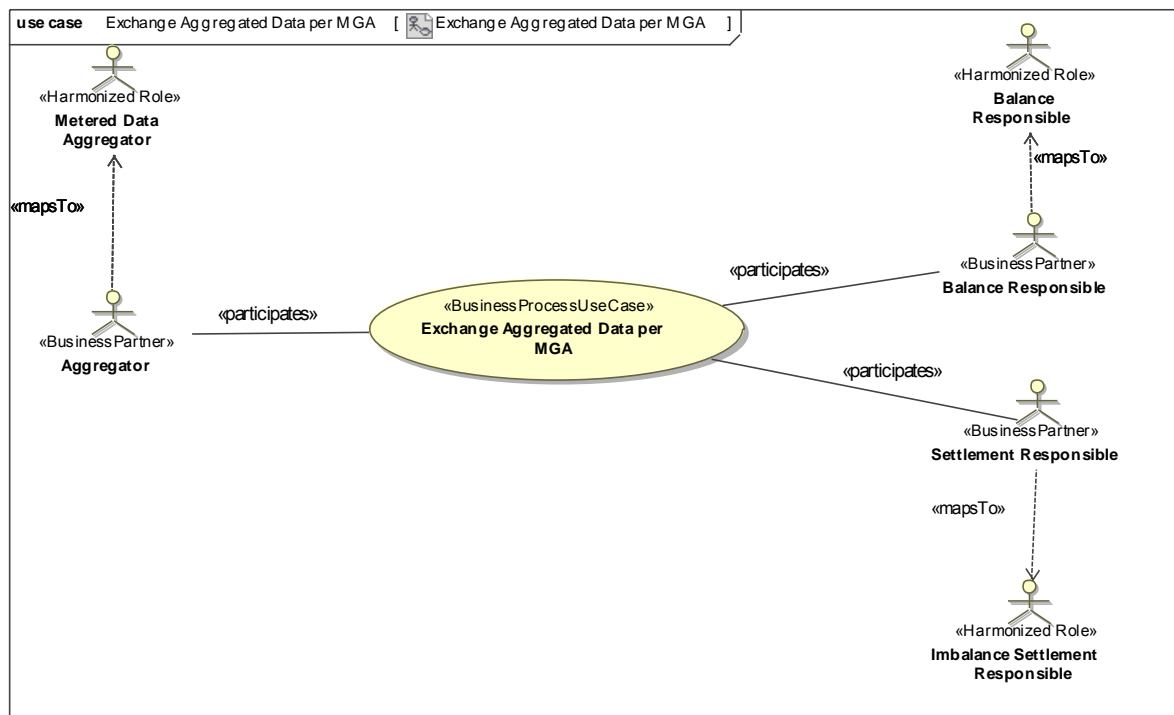 use case Exchange Aggregated Data per MGA [ Exchange Aggregated Data per MGA ]
«Harmonized Role»
Metered Data
Aggregator
«mapsTo»
«BusinessPartner»
Aggregator
«participates»
«BusinessProcessUseCase»
Exchange Aggregated Data per
MGA
«Harmonized Role»
Balance
Responsible
«mapsTo»
«BusinessPartner»
Balance Responsible
«participates»
«participates»
«BusinessPartner»
Settlement Responsible
«mapsTo»
«Harmonized Role»
Imbalance Settlement
Responsible